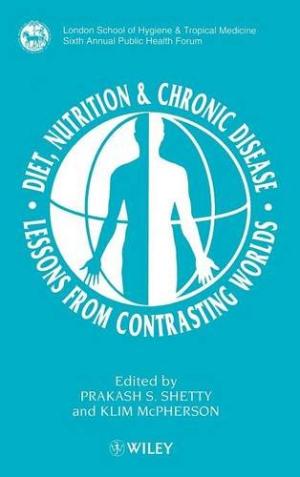 London School of Hygiene & Tropical Medicine
Sixth Annual Public Health Forum
• DIET, NUTRITION & CHRONIC DISEASE •
LESSONS FROM CONTRASTING WORLDS
Edited by
PRAKASH S. SHETTY
and KLIM McPHERSON
WILEY